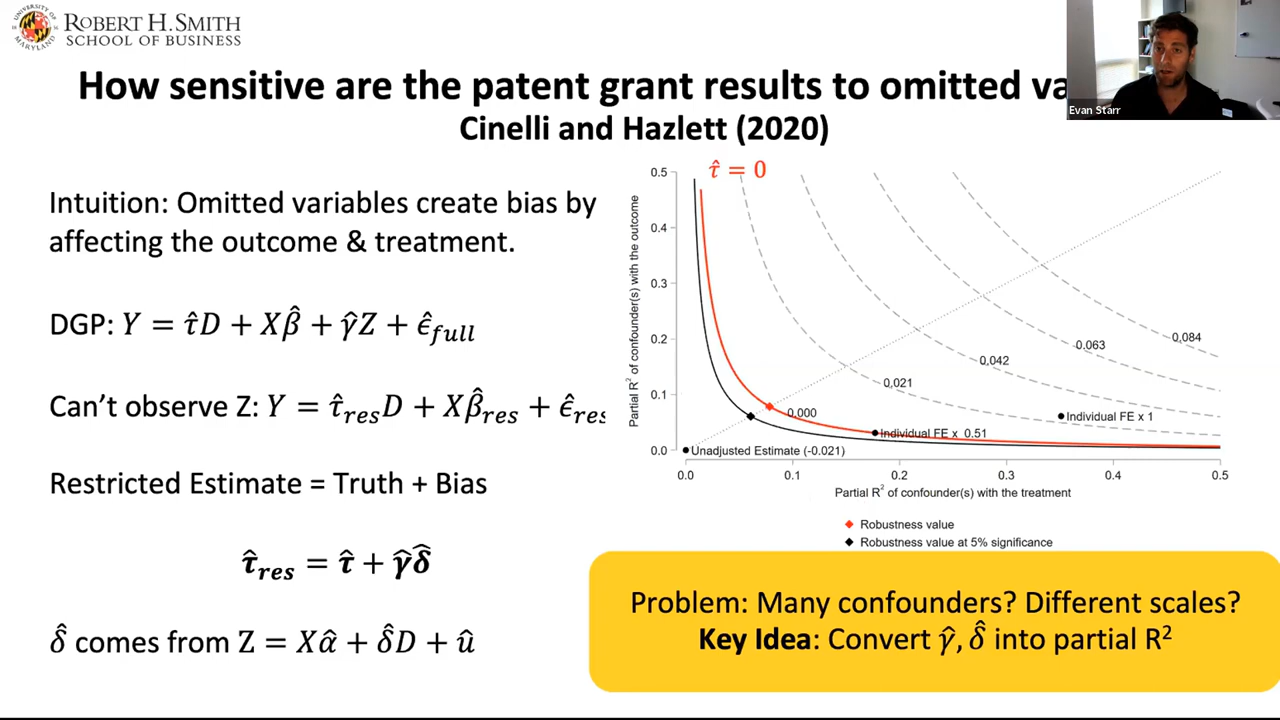 UNIVERSITY OF
MARYLAND
ROBERT H. SMITH
SCHOOL OF BUSINESS
How sensitive are the patent grant results to omitted va
Cinelli and Hazlett (2020)
Evan Starr
Intuition: Omitted variables create bias by
affecting the outcome & treatment.
DGP: Y = τ̂D + Xβ̂ + γ̂Z + ε̂_full
Can't observe Z: Y = τ̂_res D + Xβ̂_res + ε̂_res
Restricted Estimate = Truth + Bias
τ̂_res = τ̂ + γ̂δ̂
δ̂ comes from Z = Xα̂ + δ̂D + û
τ̂ = 0
Partial R² of confounder(s) with the outcome
0.5
0.4
0.3
0.2
0.1
0.0
0.084
0.063
0.042
0.021
0.000
Individual FE x 1
Individual FE x 0.51
Unadjusted Estimate (-0.021)
0.0 0.1 0.2 0.3 0.4 0.5
Partial R² of confounder(s) with the treatment
Robustness value
Robustness value at 5% significance
Problem: Many confounders? Different scales?
Key Idea: Convert γ̂, δ̂ into partial R²